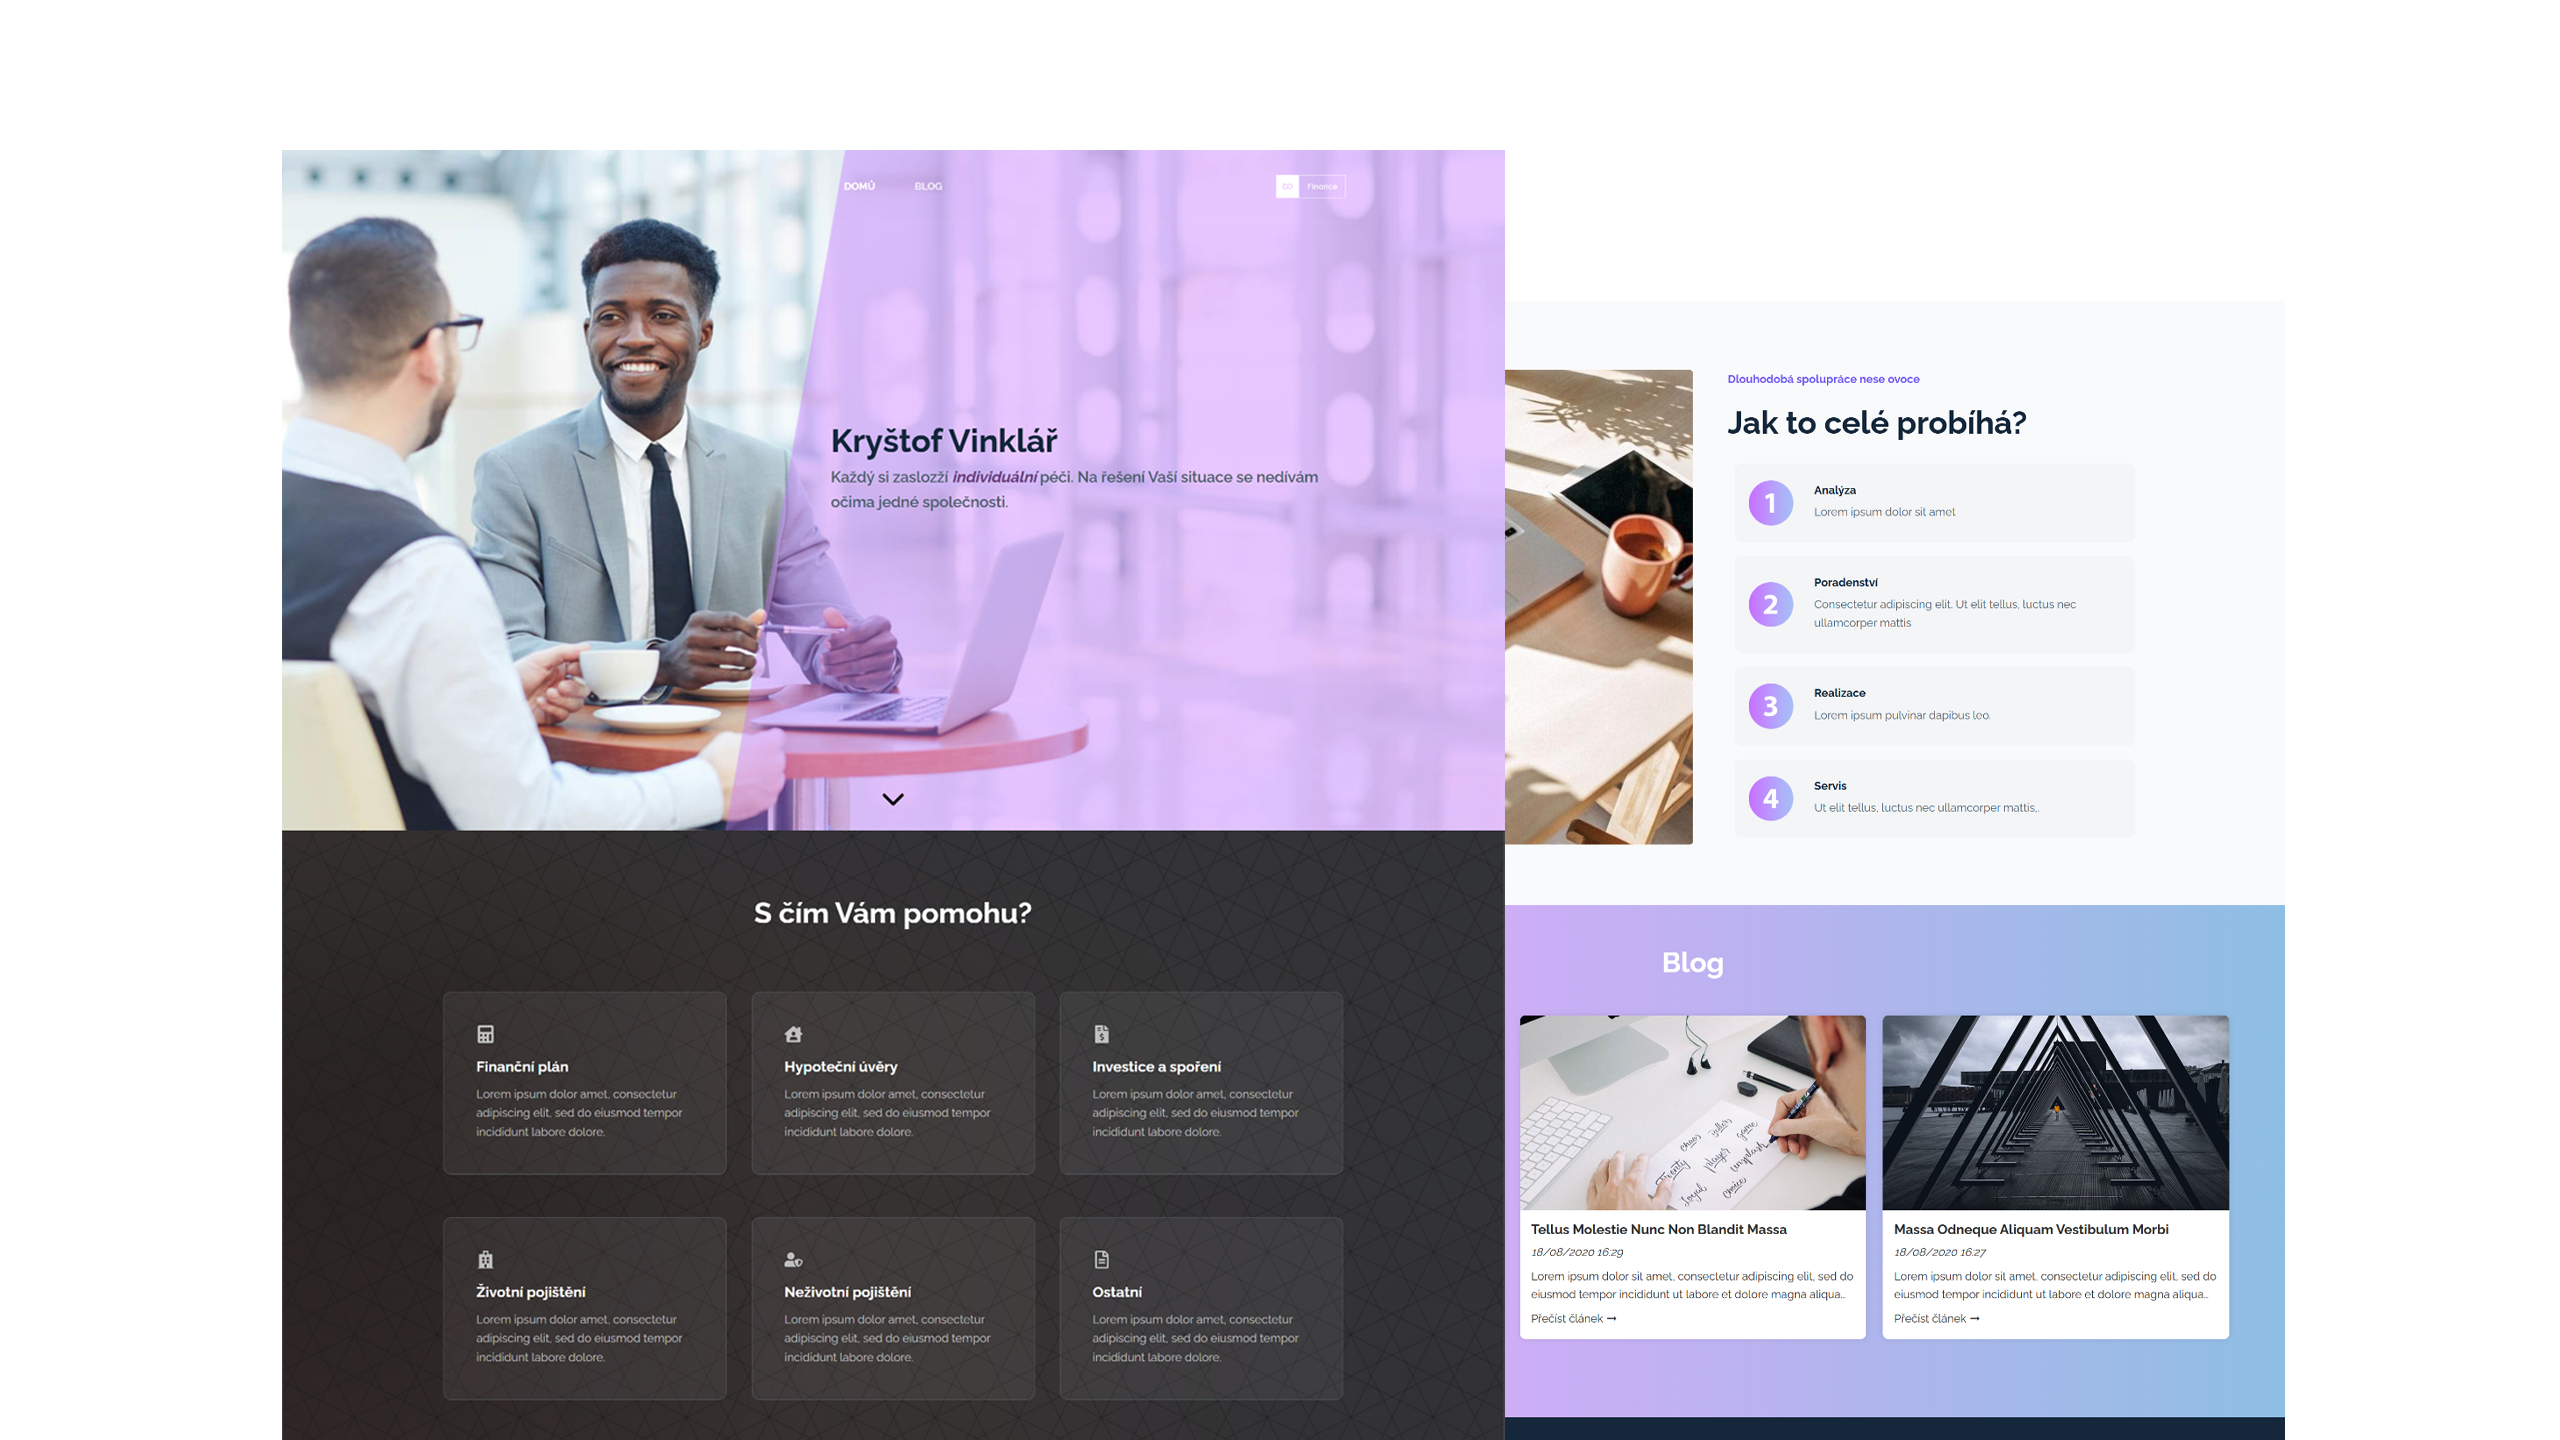 DOMŮ
BLOG
Finance
Kryštof Vinklář
Každý si zaslozží individuální péči. Na řešení Vaší situace se nedívám
očima jedné společnosti.
S čím Vám pomohu?
Finanční plán
Lorem ipsum dolor amet, consectetur
adipiscing elit, sed do eiusmod tempor
incididunt labore dolore.
Hypoteční úvěry
Lorem ipsum dolor amet, consectetur
adipiscing elit, sed do eiusmod tempor
incididunt labore dolore.
Investice a spoření
Lorem ipsum dolor amet, consectetur
adipiscing elit, sed do eiusmod tempor
incididunt labore dolore.
Životní pojištění
Lorem ipsum dolor amet, consectetur
adipiscing elit, sed do eiusmod tempor
incididunt labore dolore.
Neživotní pojištění
Lorem ipsum dolor amet, consectetur
adipiscing elit, sed do eiusmod tempor
incididunt labore dolore.
Ostatní
Lorem ipsum dolor amet, consectetur
adipiscing elit, sed do eiusmod tempor
incididunt labore dolore.
Dlouhodobá spolupráce nese ovoce
Jak to celé probíhá?
1
Analýza
Lorem ipsum dolor sit amet
2
Poradenství
Consectetur adipiscing elit. Ut elit tellus, luctus nec
ullamcorper mattis
3
Realizace
Lorem ipsum pulvinar dapibus leo.
4
Servis
Ut elit tellus, luctus nec ullamcorper mattis,.
Blog
chaos Bullet game
Twenty player unsplash
loyal choice
Tellus Molestie Nunc Non Blandit Massa
18/08/2020 16:29
Lorem ipsum dolor sit amet, consectetur adipiscing elit, sed do
eiusmod tempor incididunt ut labore et dolore magna aliqua...
Přečíst článek →
Massa Odneque Aliquam Vestibulum Morbi
18/08/2020 16:27
Lorem ipsum dolor sit amet, consectetur adipiscing elit, sed do
eiusmod tempor incididunt ut labore et dolore magna aliqua...
Přečíst článek →